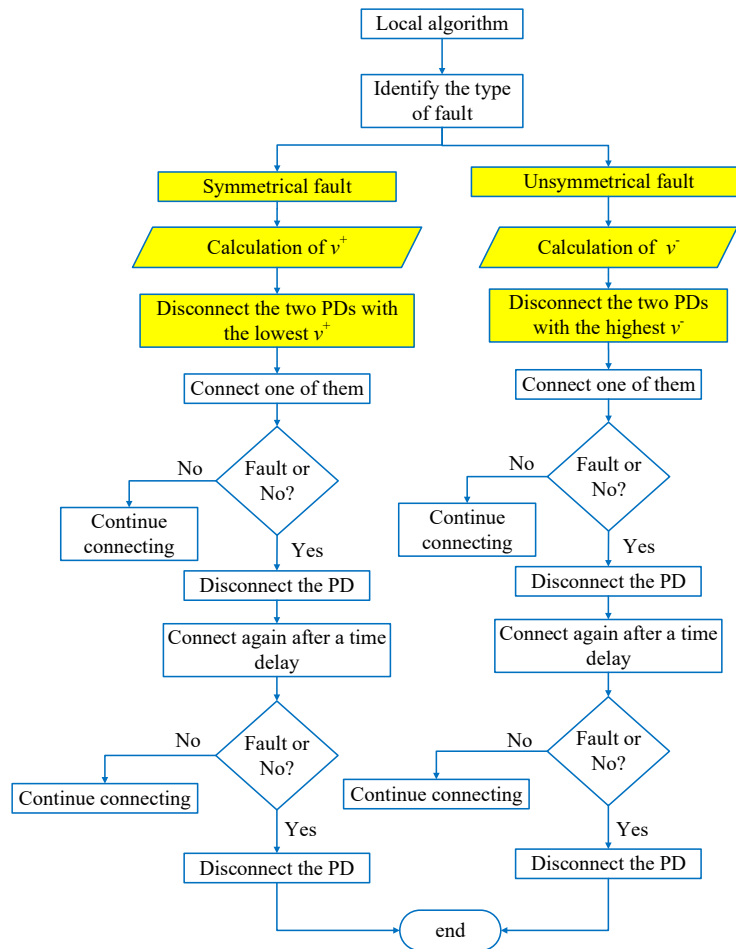 Local algorithm
Identify the type
of fault
Symmetrical fault
Unsymmetrical fault
Calculation of v⁺
Calculation of v⁻
Disconnect the two PDs with
the lowest v⁺
Disconnect the two PDs
with the highest v⁻
Connect one of them
Connect one of them
Fault or
No?
Fault or
No?
No
No
Continue
connecting
Continue
connecting
Yes
Yes
Disconnect the PD
Disconnect the PD
Connect again after a time
delay
Connect again after a time
delay
Fault or
No?
Fault or
No?
No
No
Continue connecting
Continue connecting
Yes
Yes
Disconnect the PD
Disconnect the PD
end